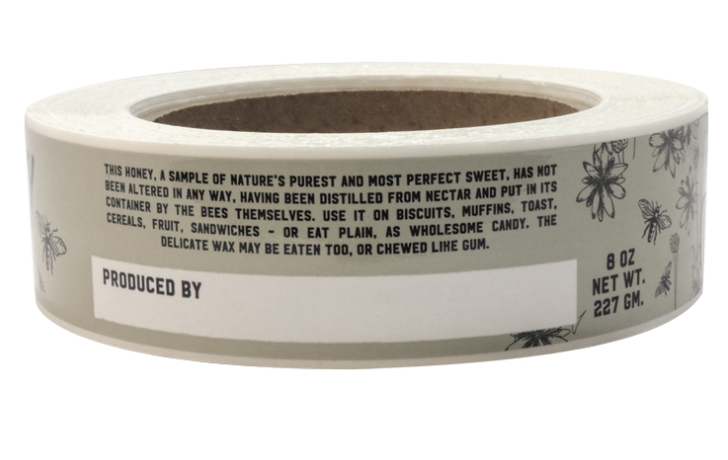 THIS HONEY, A SAMPLE OF NATURE'S PUREST AND MOST PERFECT SWEET, HAS NOT
BEEN ALTERED IN ANY WAY, HAVING BEEN DISTILLED FROM NECTAR AND PUT IN ITS
CONTAINER BY THE BEES THEMSELVES. USE IT ON BISCUITS, MUFFINS, TOAST,
CEREALS, FRUIT, SANDWICHES - OR EAT PLAIN, AS WHOLESOME CANDY. THE
DELICATE WAX MAY BE EATEN TOO, OR CHEWED LIKE GUM.
PRODUCED BY
8 OZ
NET WT.
227 GM.